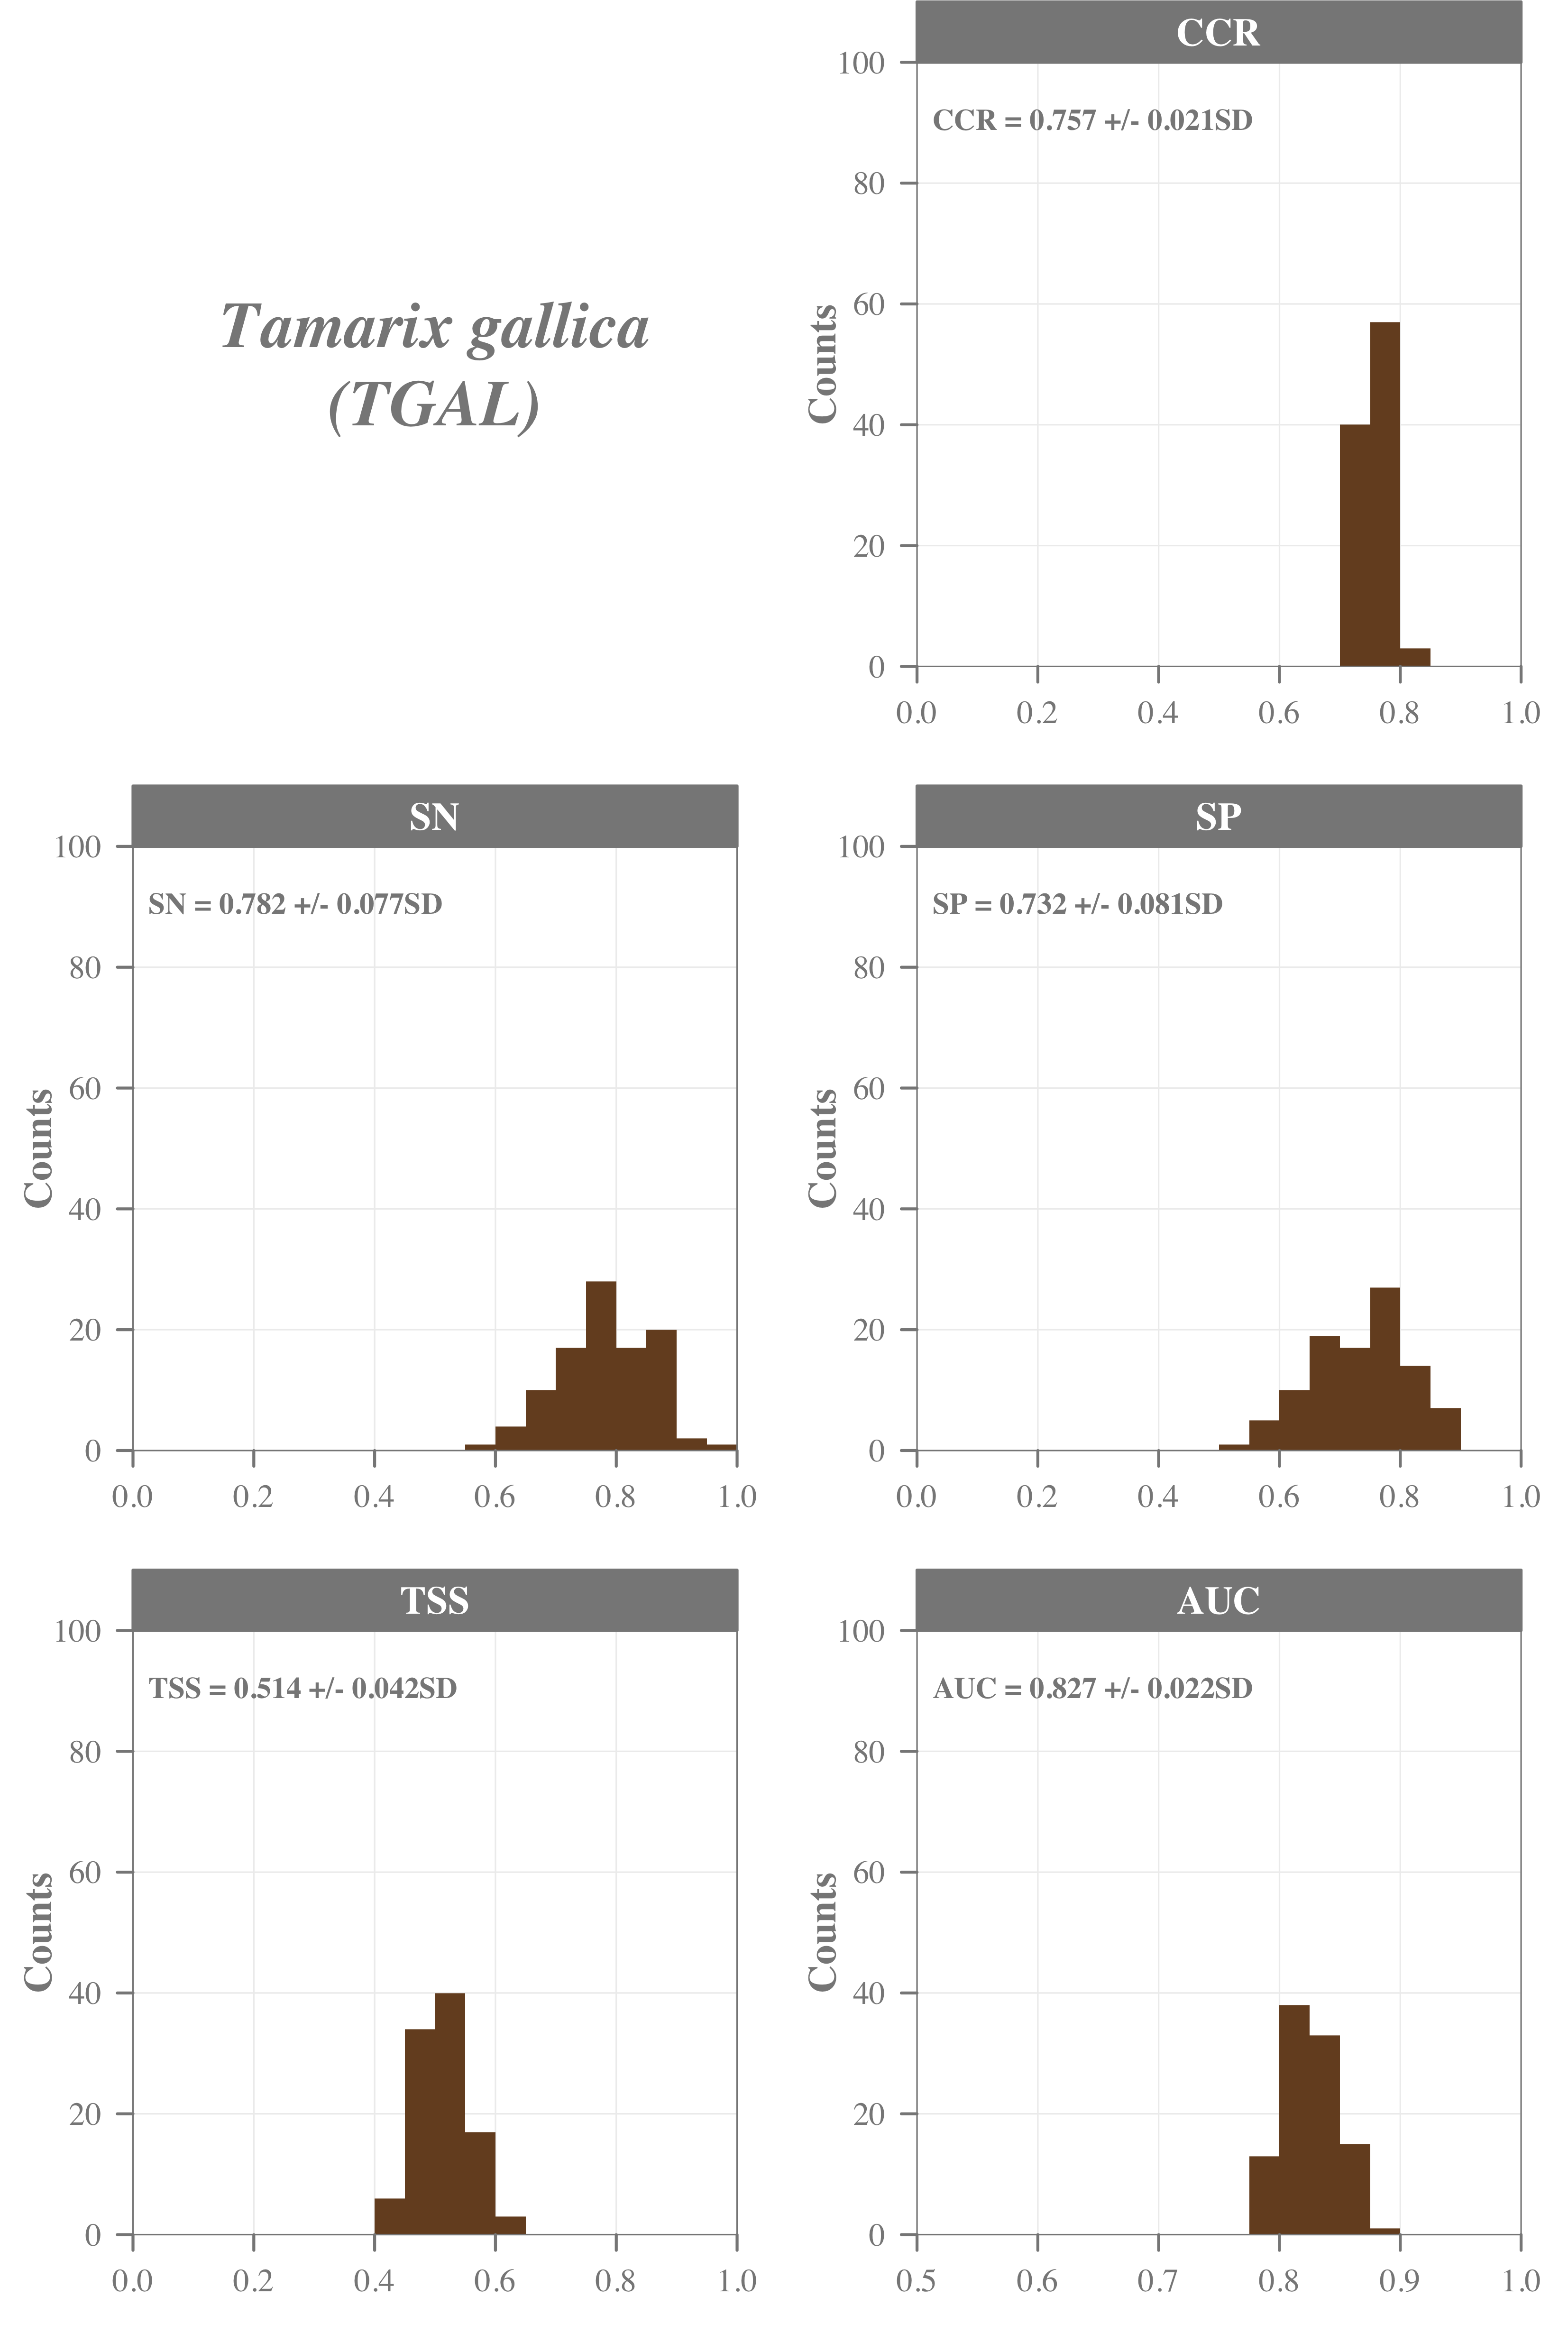 Tamarix gallica
(TGAL)
CCR
CCR = 0.757 +/- 0.021SD
Counts
100
80
60
40
20
0
0.0 0.2 0.4 0.6 0.8 1.0
SN
SN = 0.782 +/- 0.077SD
Counts
100
80
60
40
20
0
0.0 0.2 0.4 0.6 0.8 1.0
SP
SP = 0.732 +/- 0.081SD
Counts
100
80
60
40
20
0
0.0 0.2 0.4 0.6 0.8 1.0
TSS
TSS = 0.514 +/- 0.042SD
Counts
100
80
60
40
20
0
0.0 0.2 0.4 0.6 0.8 1.0
AUC
AUC = 0.827 +/- 0.022SD
Counts
100
80
60
40
20
0
0.5 0.6 0.7 0.8 0.9 1.0